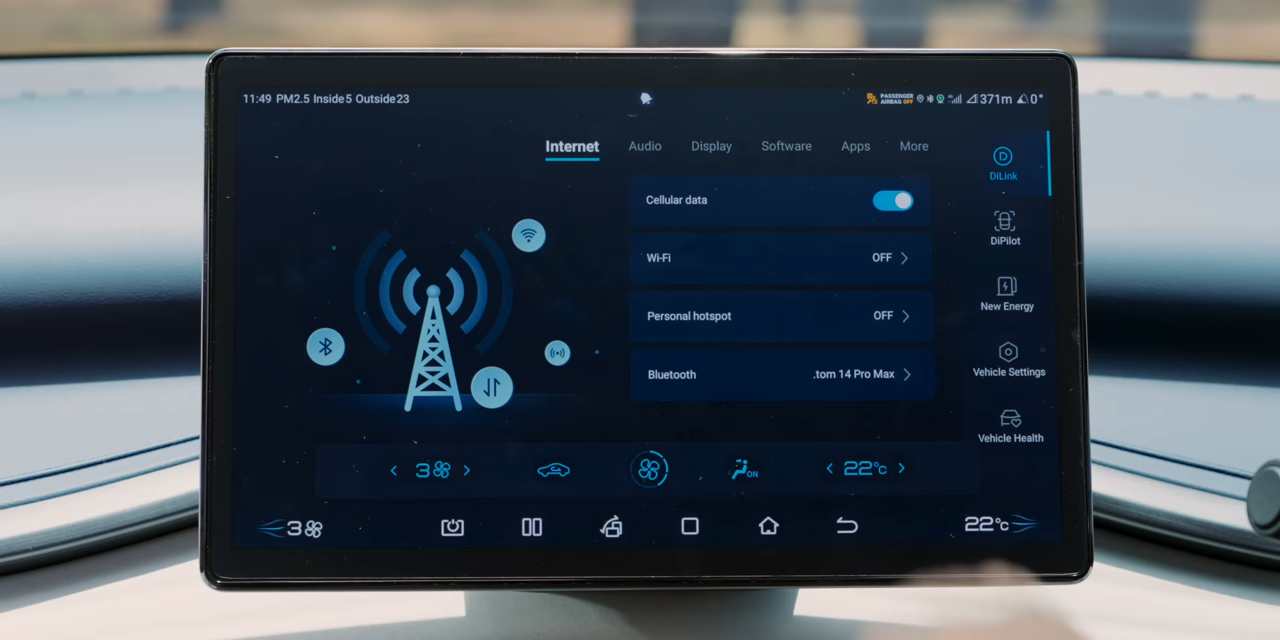 11:49 PM2.5 Inside5 Outside23
PASSENGER
AIRBAG OFF
371m 0°
Internet Audio Display Software Apps More
D
DiLink
Cellular data
Wi-Fi OFF
DiPilot
Personal hotspot OFF
New Energy
Bluetooth .tom 14 Pro Max
Vehicle Settings
Vehicle Health
3 ON 22°C
3 22°C